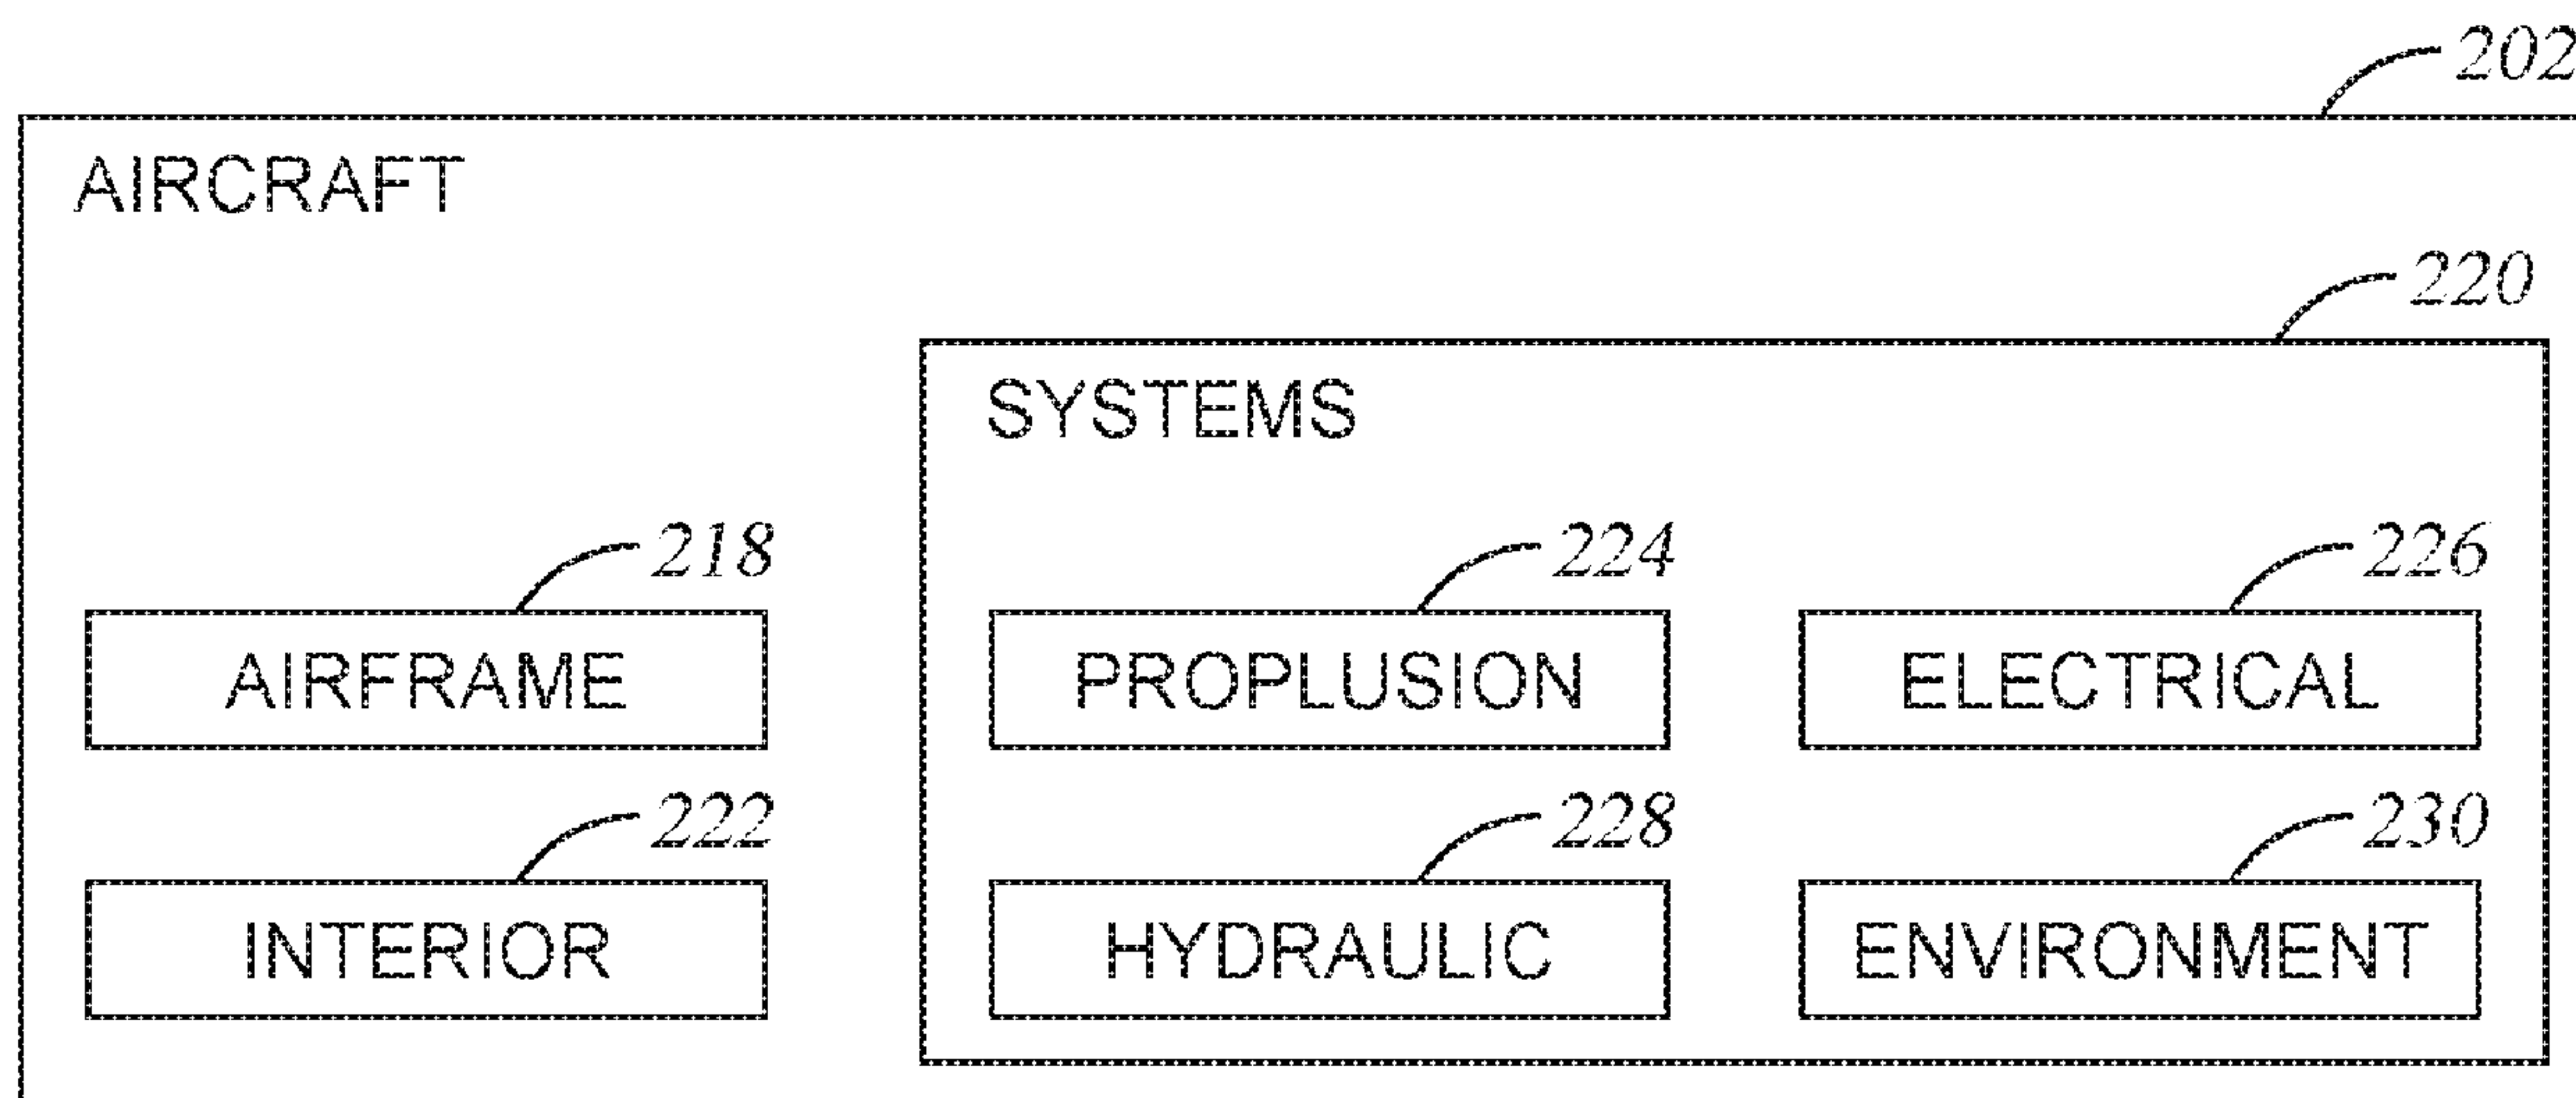 202
AIRCRAFT
220
SYSTEMS
218 224 226
AIRFRAME PROPLUSION ELECTRICAL
222 228 230
INTERIOR HYDRAULIC ENVIRONMENT